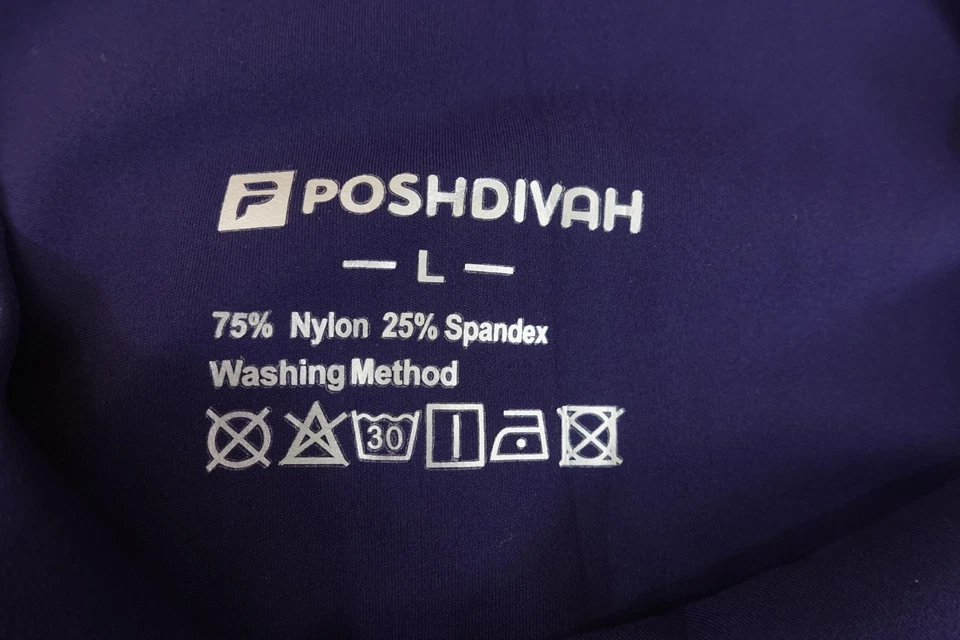 POSHDIVAH
— L —
75% Nylon 25% Spandex
Washing Method
30